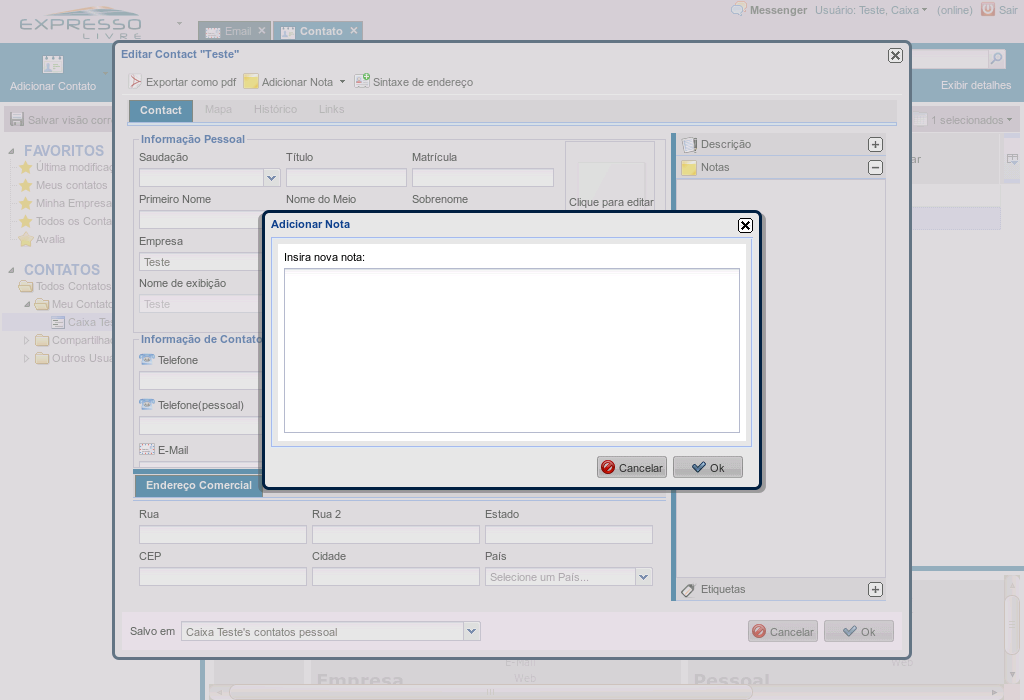 EXPRESSO
LIVRE
Email
Contato
Messenger
Usuário: Teste, Caixa
(online)
Sair
Adicionar Contato
Exibir detalhes
Salvar visão corre
1 selecionados
FAVORITOS
Última modificaç
Meus contatos
Minha Empresa
Todos os Conta
Avalia
CONTATOS
Todos Contatos
Meu Contato
Caixa Tes
Compartilhad
Outros Usua
Editar Contact "Teste"
Exportar como pdf
Adicionar Nota
Sintaxe de endereço
Contact
Mapa
Histórico
Links
Informação Pessoal
Saudação
Título
Matrícula
Primeiro Nome
Nome do Meio
Sobrenome
Clique para editar
Empresa
Teste
Nome de exibição
Teste
Informação de Contato
Telefone
Telefone(pessoal)
E-Mail
Descrição
Notas
Adicionar Nota
Insira nova nota:
Cancelar
Ok
Endereço Comercial
Rua
Rua 2
Estado
CEP
Cidade
País
Selecione um País...
Etiquetas
Salvo em
Caixa Teste's contatos pessoal
Cancelar
Ok
E-Mail
Web
Web
Empresa
Pessoal